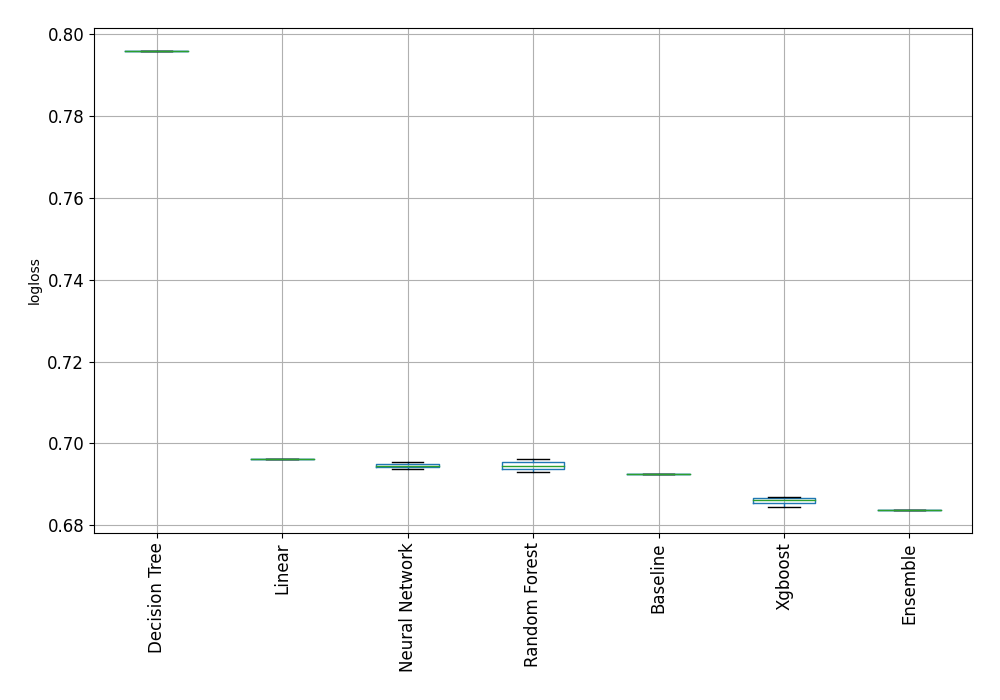 0.80
0.78
0.76
0.74
0.72
0.70
0.68
logloss
Decision Tree
Linear
Neural Network
Random Forest
Baseline
Xgboost
Ensemble